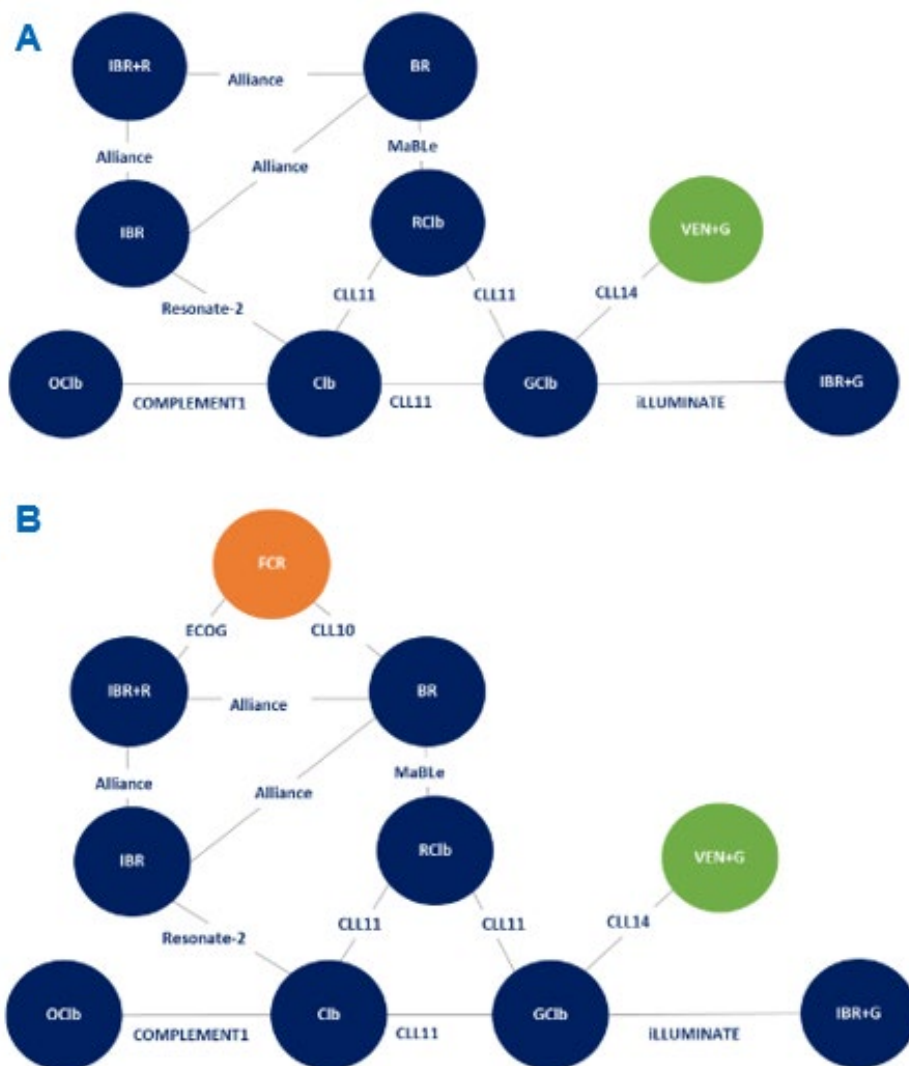 A
IBR+R
Alliance
BR
Alliance
Alliance
MaBLe
IBR
RClb
VEN+G
Resonate-2
CLL11
CLL11
CLL14
OClb
COMPLEMENT1
Clb
CLL11
GClb
iLLUMINATE
IBR+G
B
FCR
ECOG
CLL10
IBR+R
Alliance
BR
Alliance
Alliance
MaBLe
IBR
RClb
VEN+G
Resonate-2
CLL11
CLL11
CLL14
OClb
COMPLEMENT1
Clb
CLL11
GClb
iLLUMINATE
IBR+G